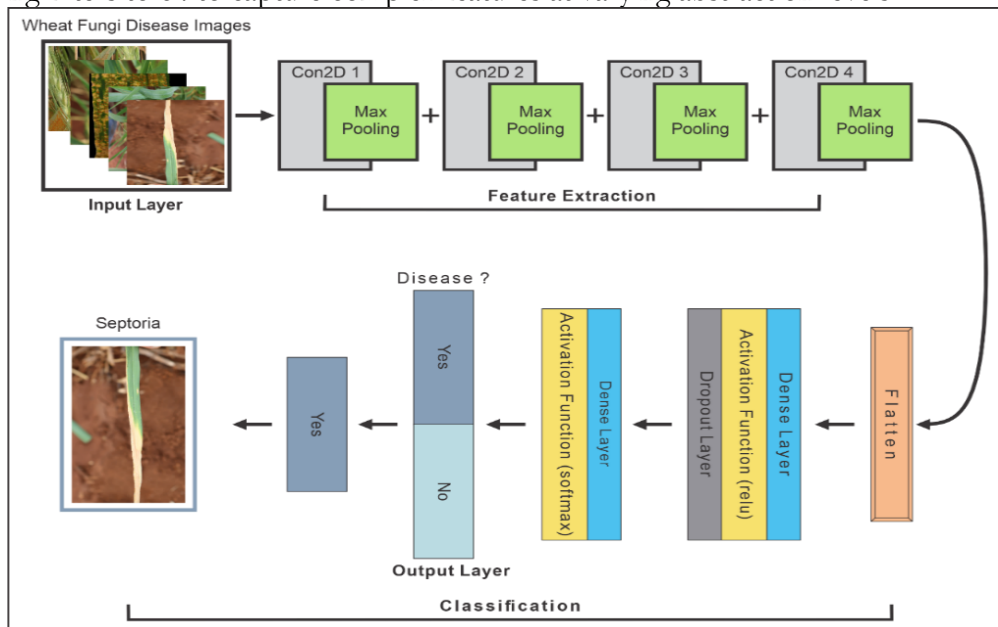 Wheat Fungi Disease Images
Con2D 1
Max
Pooling
+
Con2D 2
Max
Pooling
+
Con2D 3
Max
Pooling
+
Con2D 4
Max
Pooling
Input Layer
Feature Extraction
Flatten
Dense Layer
Activation Function (relu)
Dropout Layer
Dense Layer
Activation Function (softmax)
Disease ?
Yes
No
Output Layer
Yes
Septoria
Classification